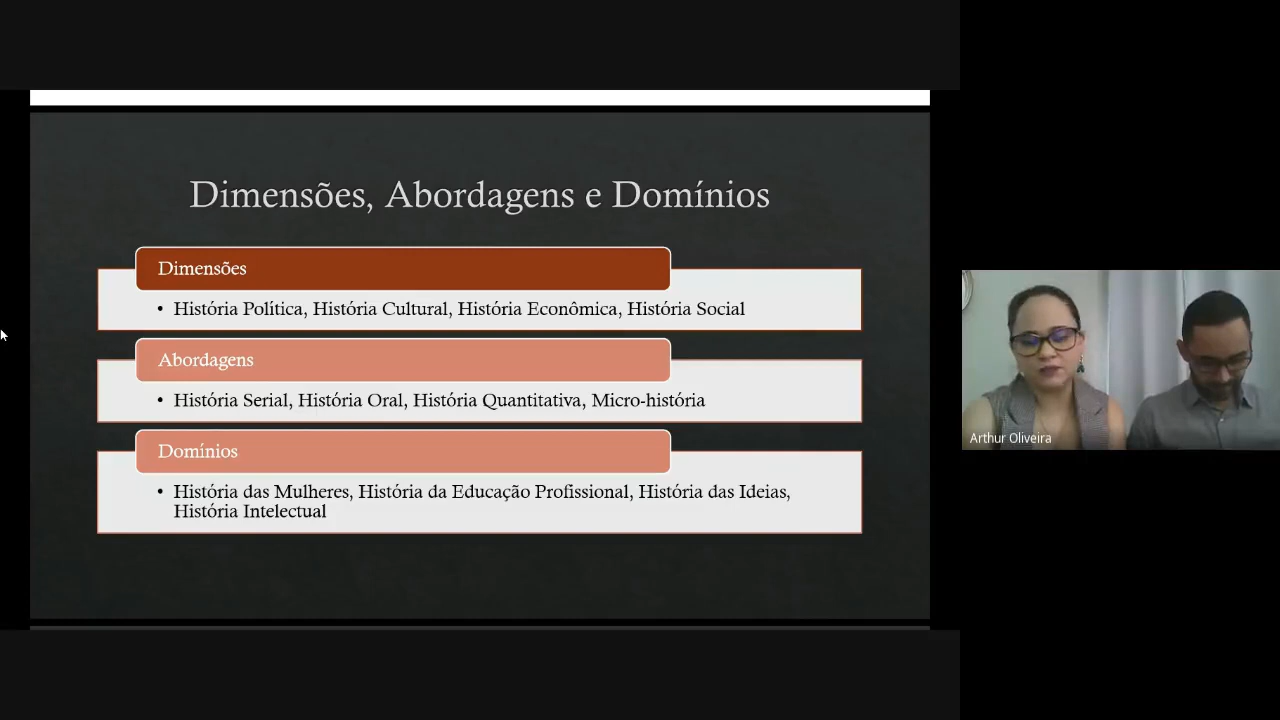 Dimensões, Abordagens e Domínios
Dimensões
• História Política, História Cultural, História Econômica, História Social
Abordagens
• História Serial, História Oral, História Quantitativa, Micro-história
Domínios
• História das Mulheres, História da Educação Profissional, História das Ideias,
História Intelectual
Arthur Oliveira